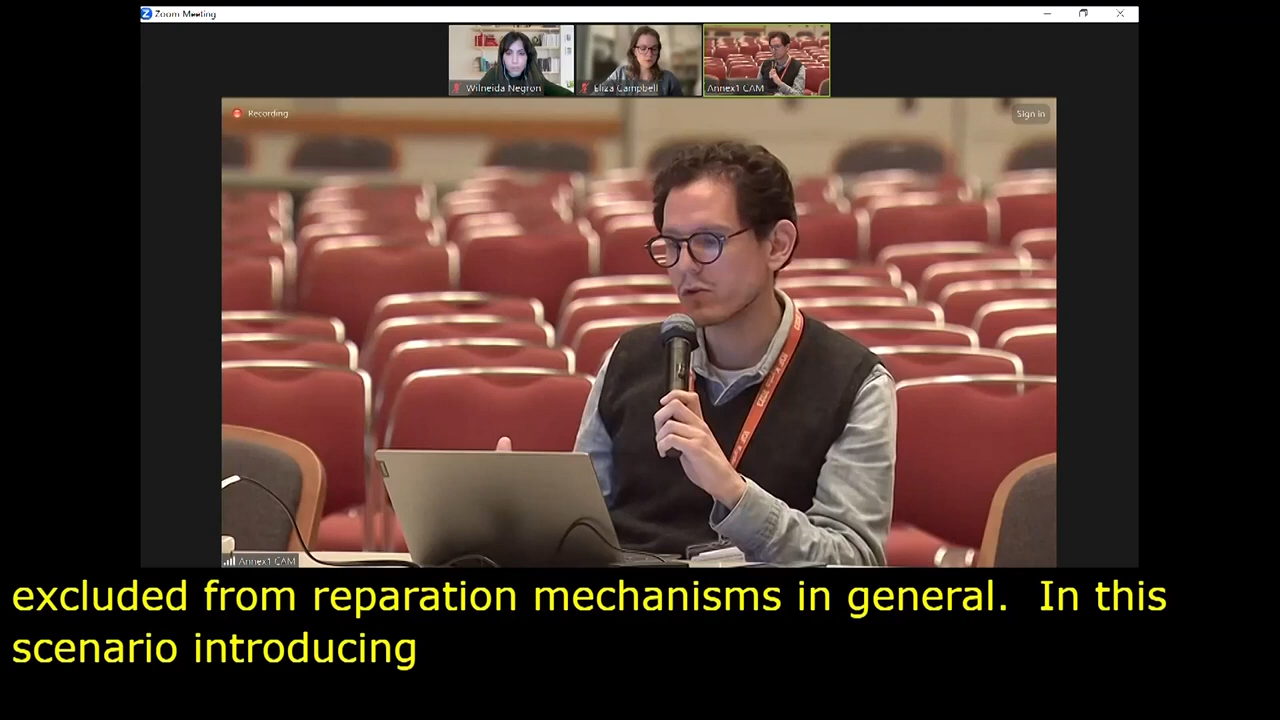 Zoom Meeting
Wilneida Negron
Eliza Campbell
Annex1 CAM
Recording
Sign in
Annex1 CAM
excluded from reparation mechanisms in general.  In this
scenario introducing